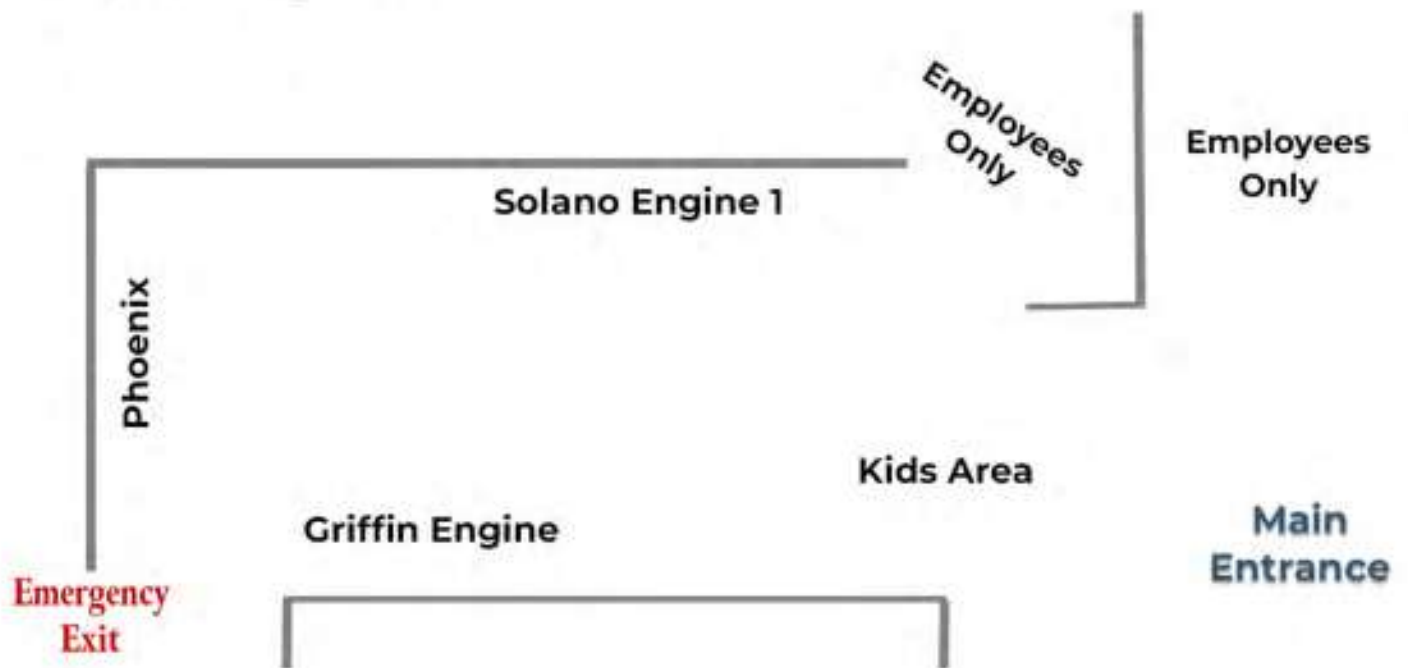 Employees
Only
Employees
Only
Solano Engine 1
Phoenix
Kids Area
Griffin Engine
Main
Entrance
Emergency
Exit